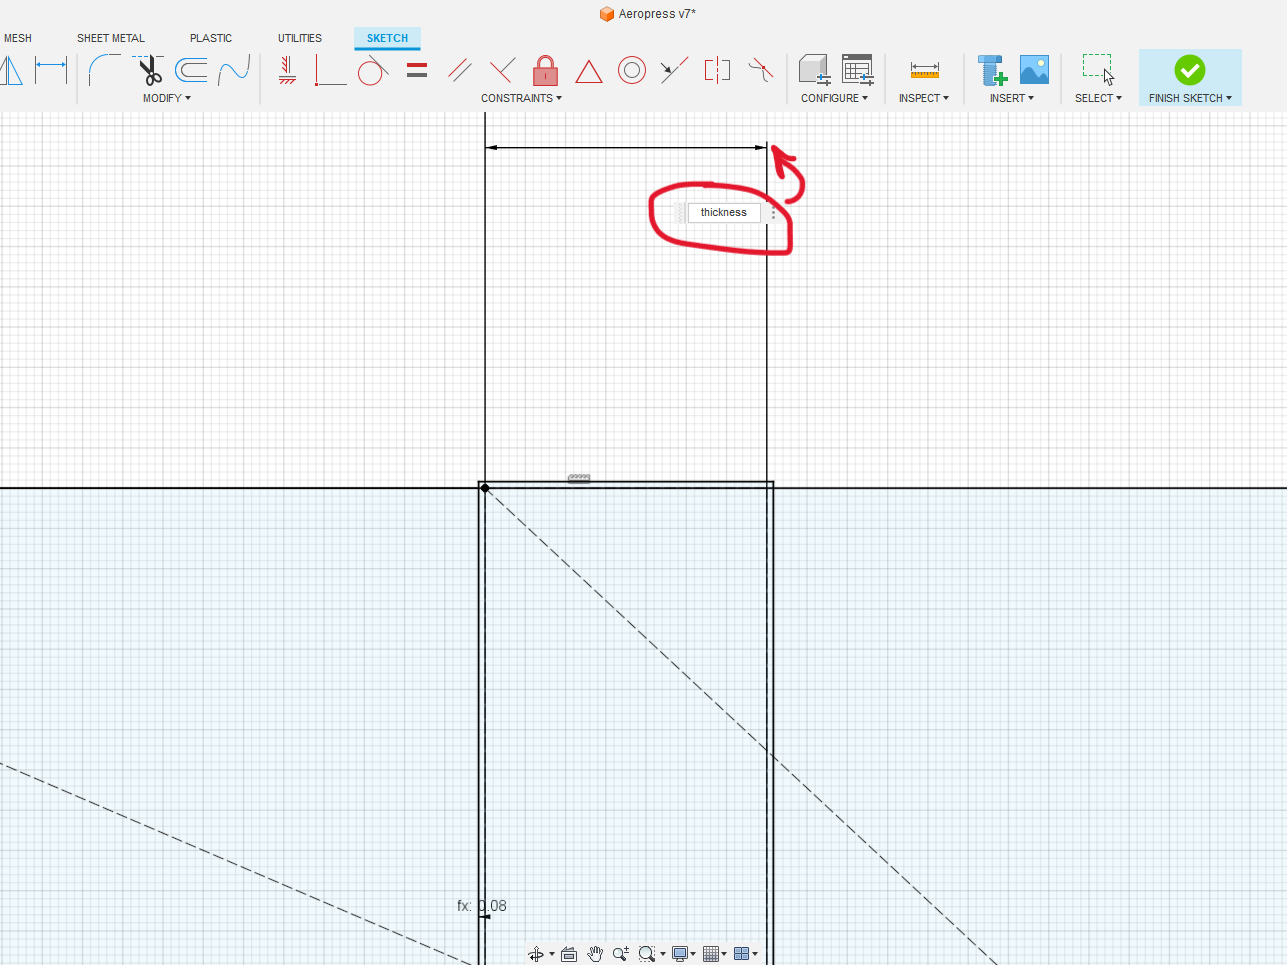 Aeropress v7*
MESH SHEET METAL PLASTIC UTILITIES SKETCH
MODIFY CONSTRAINTS CONFIGURE INSPECT INSERT SELECT FINISH SKETCH
thickness
fx: 0.08